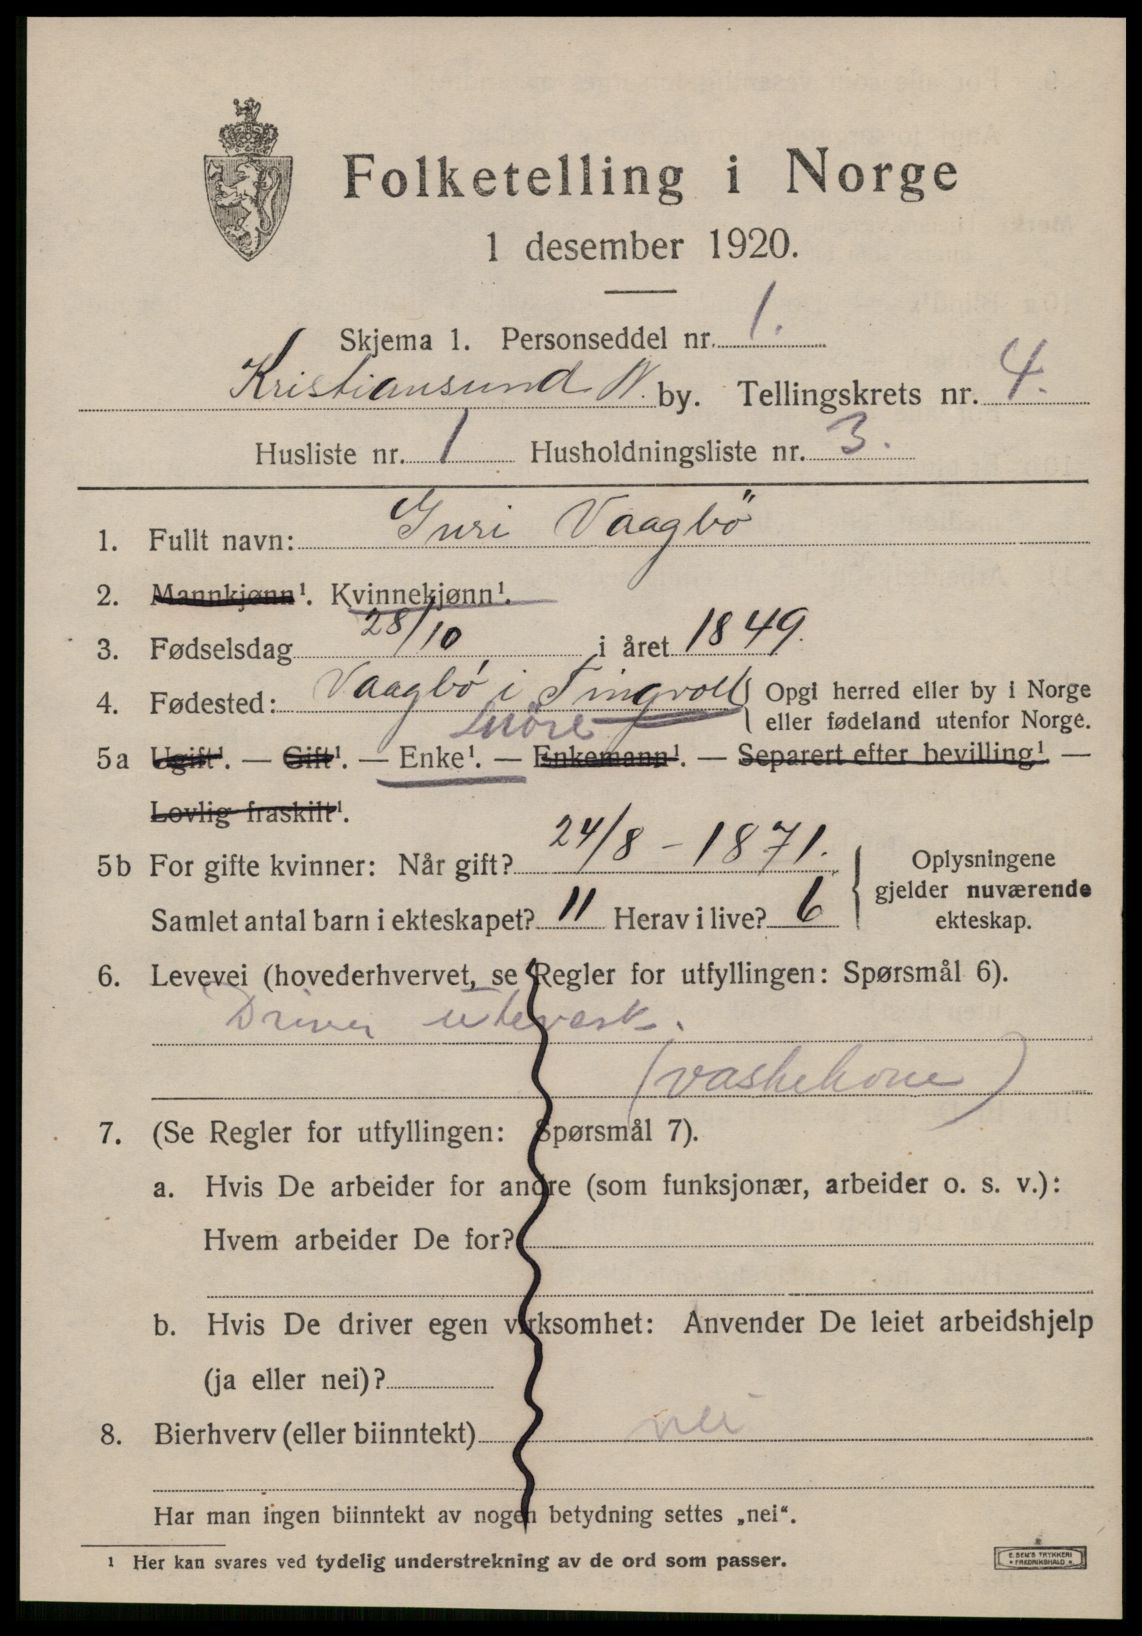 Folketelling i Norge
1 desember 1920.
Skjema 1. Personseddel nr. 1.
Kristiansund N. by. Tellingskrets nr. 4.
Husliste nr. 1 Husholdningsliste nr. 3.
1. Fullt navn: Guri Vaagbö
2. Mannkjønn¹. Kvinnekjønn¹.
3. Fødselsdag 28/10 i året 1849.
4. Fødested: Vaagbó i Tingvoll { Opgi herred eller by i Norge
eller fødeland utenfor Norge.
Möre
5a Ugift¹. — Gift¹. — Enke¹. — Enkemann¹. — Separert efter bevilling¹. —
Lovlig fraskilt¹.
5b For gifte kvinner: Når gift? 24/8 - 1871. { Oplysningene
gjelder nuværende
Samlet antal barn i ekteskapet? 11 Herav i live? 6 ekteskap.
6. Levevei (hovederhvervet, se Regler for utfyllingen: Spørsmål 6).
Driver utevask.
(vaskekone)
7. (Se Regler for utfyllingen: Spørsmål 7).
a. Hvis De arbeider for andre (som funksjonær, arbeider o. s. v.):
Hvem arbeider De for?
b. Hvis De driver egen virksomhet: Anvender De leiet arbeidshjelp
(ja eller nei)?
8. Bierhverv (eller biinntekt) nei
Har man ingen biinntekt av nogen betydning settes „nei“.
¹ Her kan svares ved tydelig understrekning av de ord som passer.
E. SEM'S TRYKKERI
• FREDRIKSHALD •